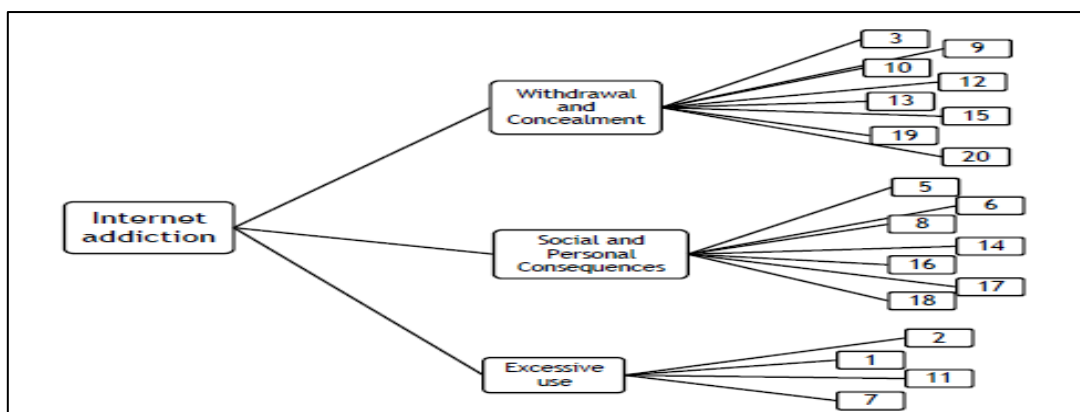 Internet
addiction
Withdrawal
and
Concealment
3
9
10
12
13
15
19
20
Social and
Personal
Consequences
5
6
8
14
16
17
18
Excessive
use
2
1
11
7